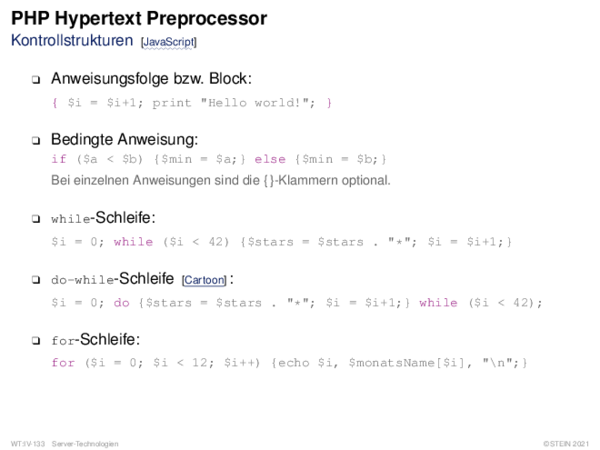 PHP Hypertext Preprocessor
Kontrollstrukturen [JavaScript]
❑ Anweisungsfolge bzw. Block:
{ $i = $i+1; print "Hello world!"; }
❑ Bedingte Anweisung:
if ($a < $b) {$min = $a;} else {$min = $b;}
Bei einzelnen Anweisungen sind die {}-Klammern optional.
❑ while-Schleife:
$i = 0; while ($i < 42) {$stars = $stars . "*"; $i = $i+1;}
❑ do-while-Schleife [Cartoon] :
$i = 0; do {$stars = $stars . "*"; $i = $i+1;} while ($i < 42);
❑ for-Schleife:
for ($i = 0; $i < 12; $i++) {echo $i, $monatsName[$i], "\n";}
WT:IV-133 Server-Technologien ©STEIN 2021